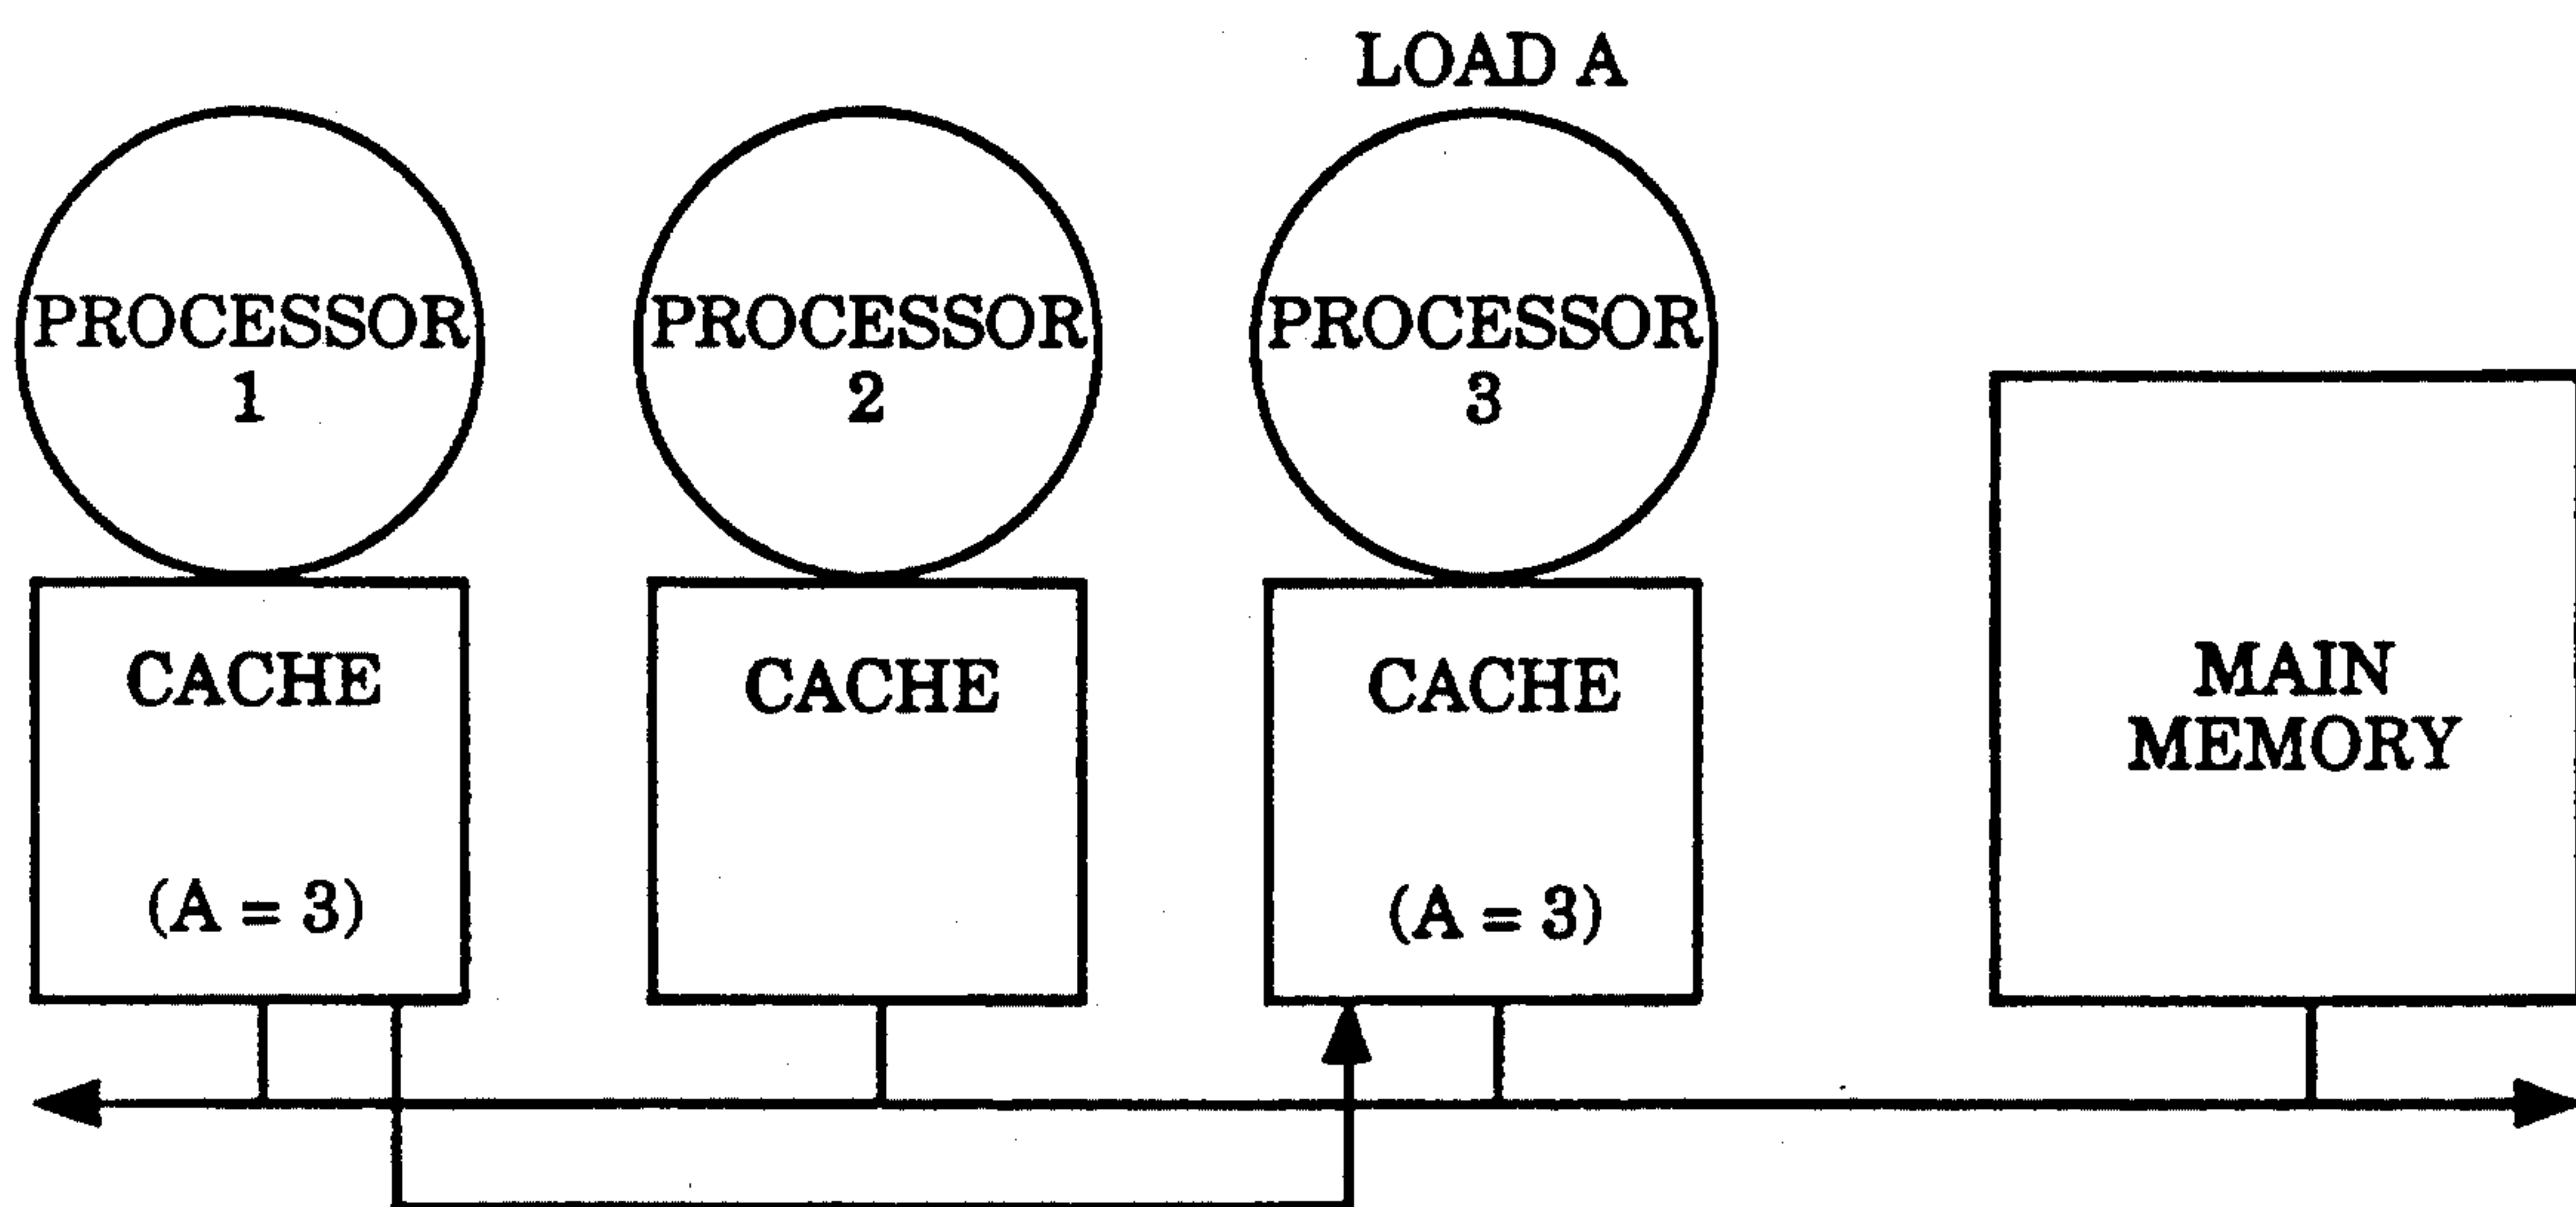 LOAD A
PROCESSOR
1
PROCESSOR
2
PROCESSOR
3
CACHE
(A = 3)
CACHE
CACHE
(A = 3)
MAIN
MEMORY